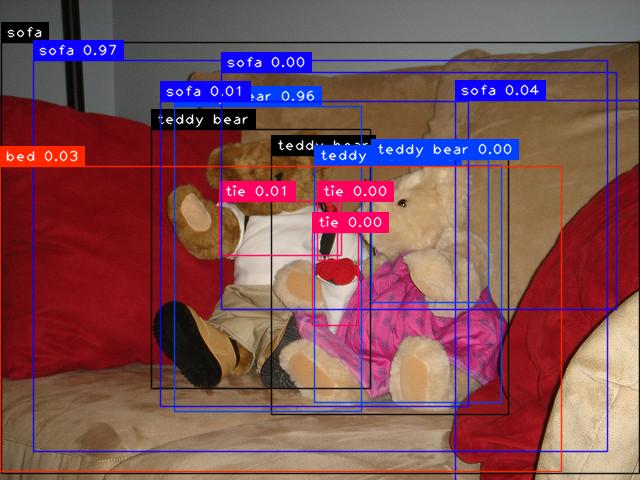 sofa
sofa 0.97
sofa 0.00
sofa 0.01
ear 0.96
sofa 0.04
teddy bear
teddy bear
teddy
teddy bear 0.00
bed 0.03
tie 0.01
tie 0.00
tie 0.00